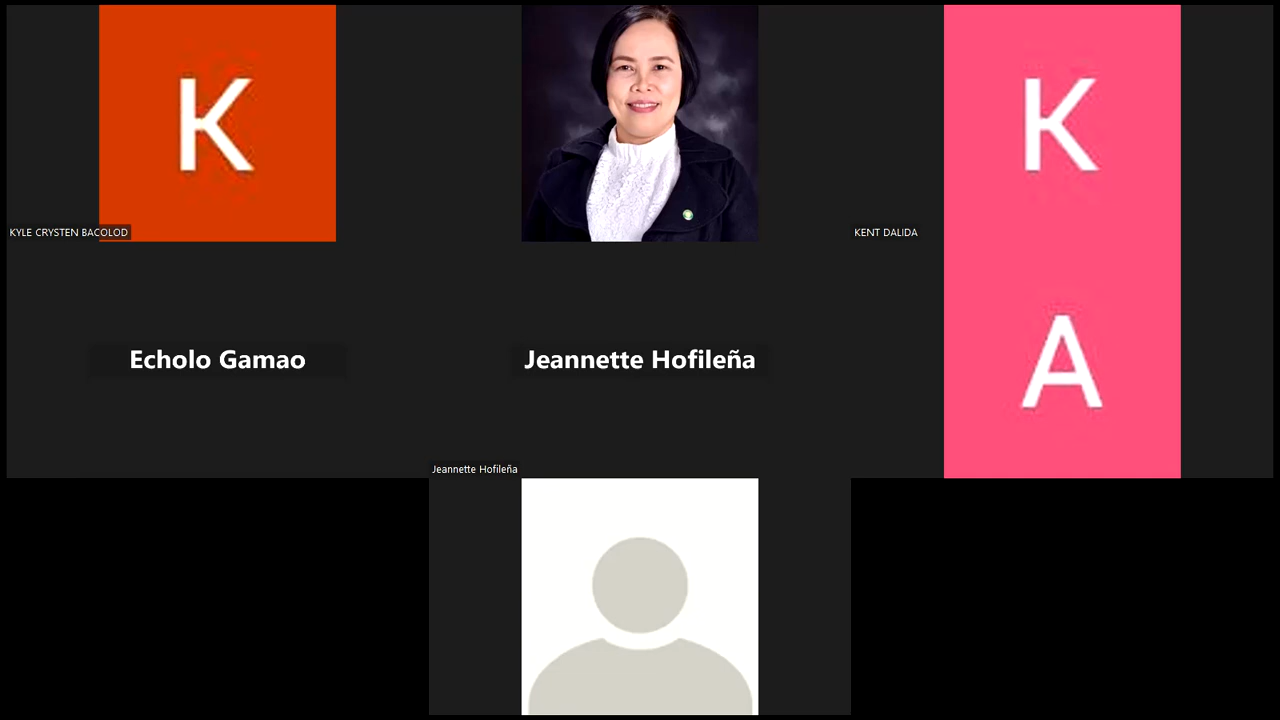 K
K
KYLE CRYSTEN BACOLOD
KENT DALIDA
Echolo Gamao
Jeannette Hofileña
A
Jeannette Hofileña